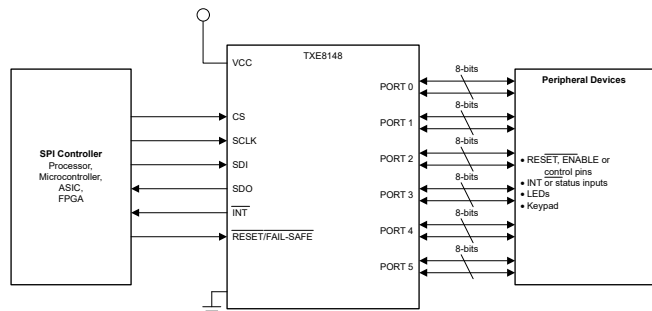 TXE8148
VCC
CS
SCLK
SDI
SDO
INT
RESET/FAIL-SAFE
SPI Controller
Processor,
Microcontroller,
ASIC,
FPGA
PORT 0
PORT 1
PORT 2
PORT 3
PORT 4
PORT 5
8-bits
8-bits
8-bits
8-bits
8-bits
8-bits
Peripheral Devices
• RESET, ENABLE or
control pins
• INT or status inputs
• LEDs
• Keypad